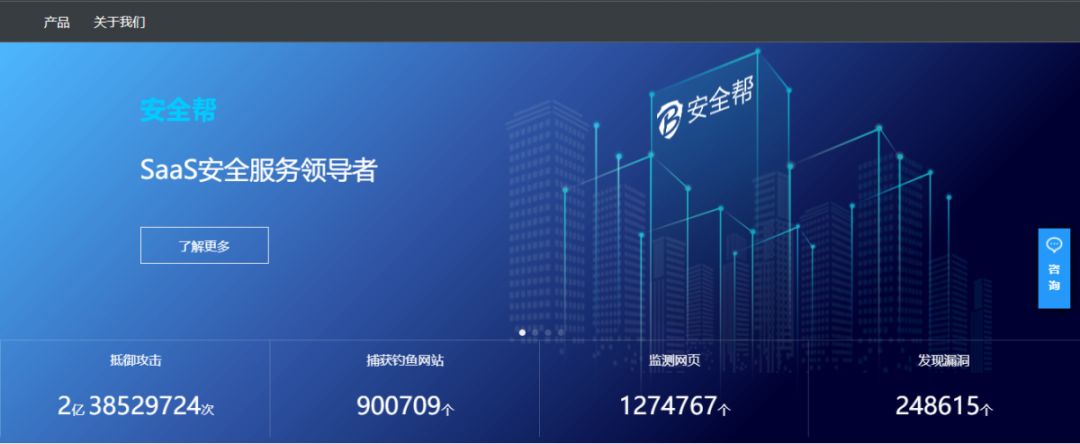 产品 关于我们
安全帮
安全帮
SaaS安全服务领导者
了解更多
咨询
抵御攻击 捕获钓鱼网站 监测网页 发现漏洞
2亿 38529724次 900709个 1274767个 248615个